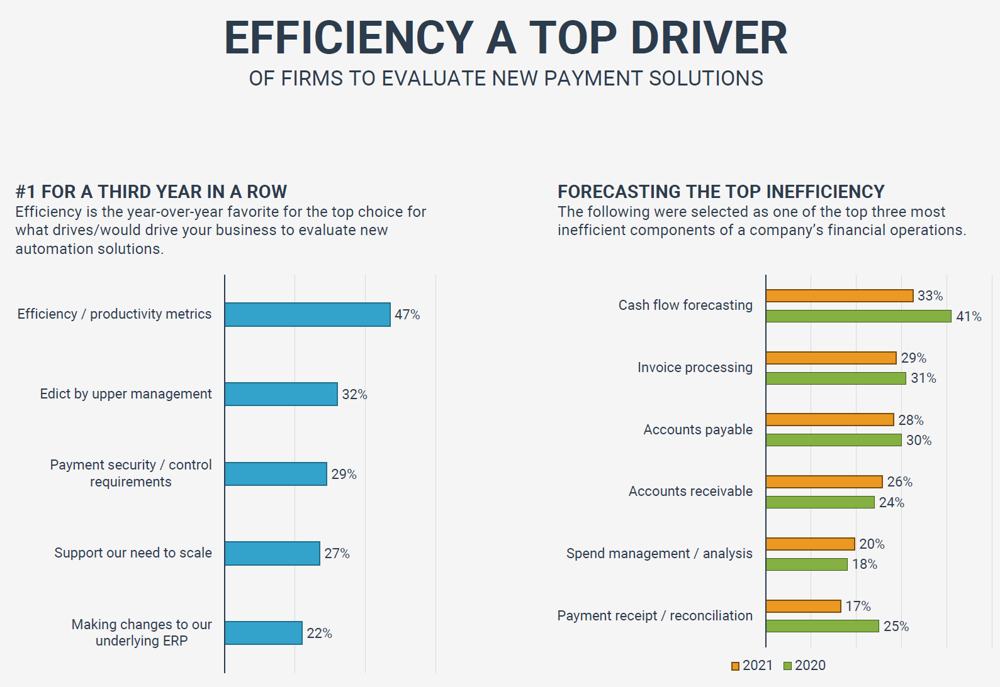 EFFICIENCY A TOP DRIVER
OF FIRMS TO EVALUATE NEW PAYMENT SOLUTIONS
#1 FOR A THIRD YEAR IN A ROW
Efficiency is the year-over-year favorite for the top choice for
what drives/would drive your business to evaluate new
automation solutions.
Efficiency / productivity metrics
47%
Edict by upper management
32%
Payment security / control
requirements
29%
Support our need to scale
27%
Making changes to our
underlying ERP
22%
FORECASTING THE TOP INEFFICIENCY
The following were selected as one of the top three most
inefficient components of a company’s financial operations.
Cash flow forecasting
33%
41%
Invoice processing
29%
31%
Accounts payable
28%
30%
Accounts receivable
26%
24%
Spend management / analysis
20%
18%
Payment receipt / reconciliation
17%
25%
2021 2020